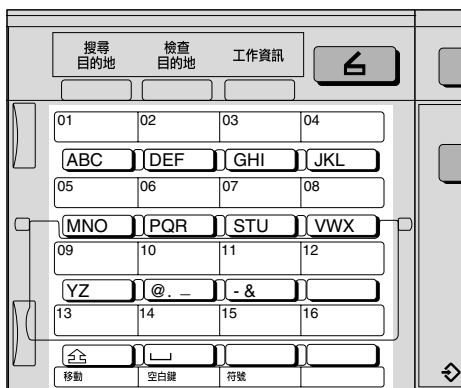 搜尋
目的地
檢查
目的地
工作資訊
01 02 03 04
ABC DEF GHI JKL
05 06 07 08
MNO PQR STU VWX
09 10 11 12
YZ @. _ - &
13 14 15 16
移動 空白鍵 符號